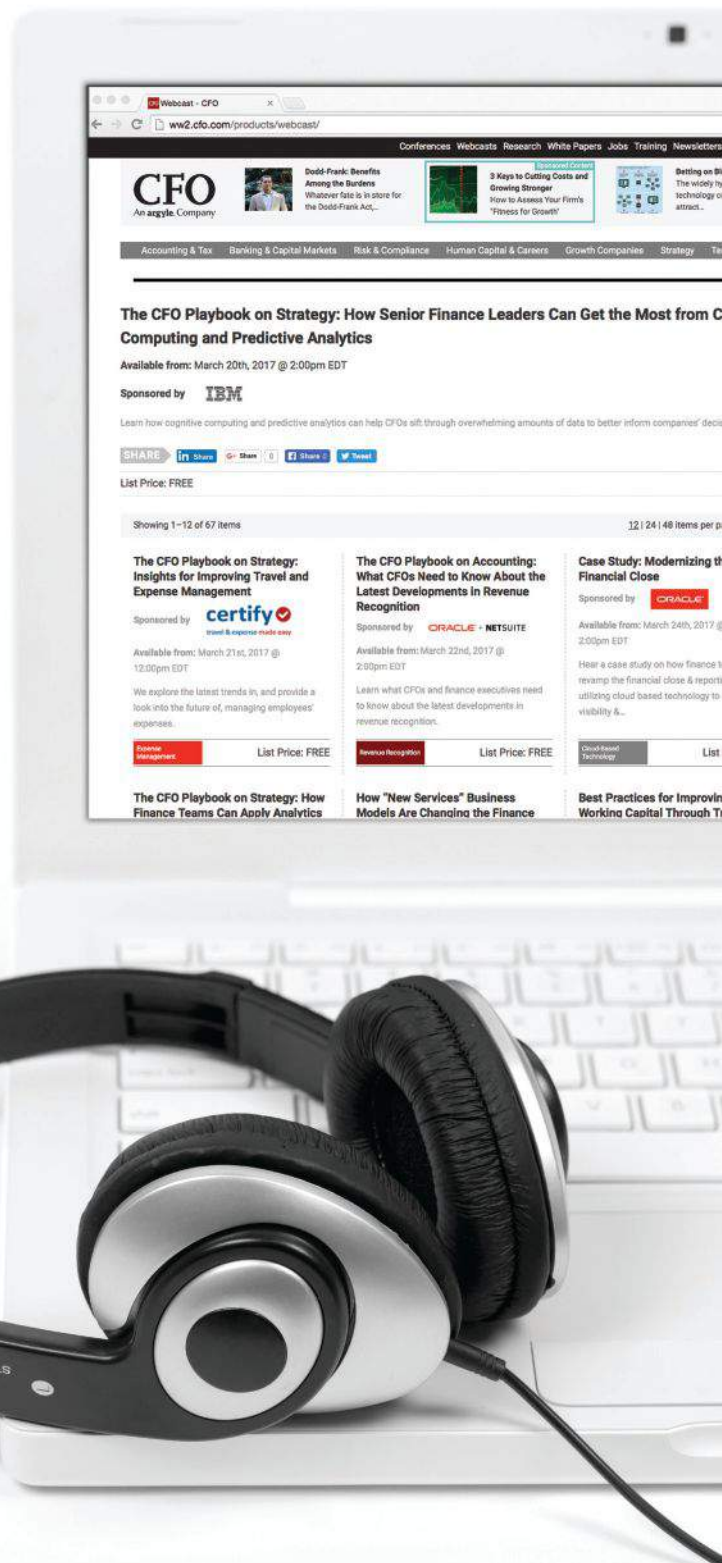 CFO Webcast - CFO
ww2.cfo.com/products/webcast/
Conferences Webcasts Research White Papers Jobs Training Newsletters
CFO
An argyle Company
Dodd-Frank: Benefits
Among the Burdens
Whatever fate is in store for
the Dodd-Frank Act,...
Sponsored Content
3 Keys to Cutting Costs and
Growing Stronger
How to Assess Your Firm's
'Fitness for Growth'
Betting on Bl
The widely hy
technology co
attract...
Accounting & Tax Banking & Capital Markets Risk & Compliance Human Capital & Careers Growth Companies Strategy Te
The CFO Playbook on Strategy: How Senior Finance Leaders Can Get the Most from C
Computing and Predictive Analytics
Available from: March 20th, 2017 @ 2:00pm EDT
Sponsored by IBM
Learn how cognitive computing and predictive analytics can help CFOs sift through overwhelming amounts of data to better inform companies' decis
SHARE in Share G+ Share 0 f Share 0 Tweet
List Price: FREE
Showing 1-12 of 67 items
12 | 24 | 48 items per pa
The CFO Playbook on Strategy:
Insights for Improving Travel and
Expense Management
Sponsored by certify
travel & expense made easy
Available from: March 21st, 2017 @
12:00pm EDT
We explore the latest trends in, and provide a
look into the future of, managing employees'
expenses.
Expense
Management
List Price: FREE
The CFO Playbook on Accounting:
What CFOs Need to Know About the
Latest Developments in Revenue
Recognition
Sponsored by ORACLE + NETSUITE
Available from: March 22nd, 2017 @
2:00pm EDT
Learn what CFOs and finance executives need
to know about the latest developments in
revenue recognition.
Revenue Recognition
List Price: FREE
Case Study: Modernizing th
Financial Close
Sponsored by ORACLE
Available from: March 24th, 2017 @
2:00pm EDT
Hear a case study on how finance t
revamp the financial close & reporti
utilizing cloud based technology to
visibility &...
Cloud-Based
Technology
List
The CFO Playbook on Strategy: How
Finance Teams Can Apply Analytics
How "New Services" Business
Models Are Changing the Finance
Best Practices for Improvin
Working Capital Through Tr